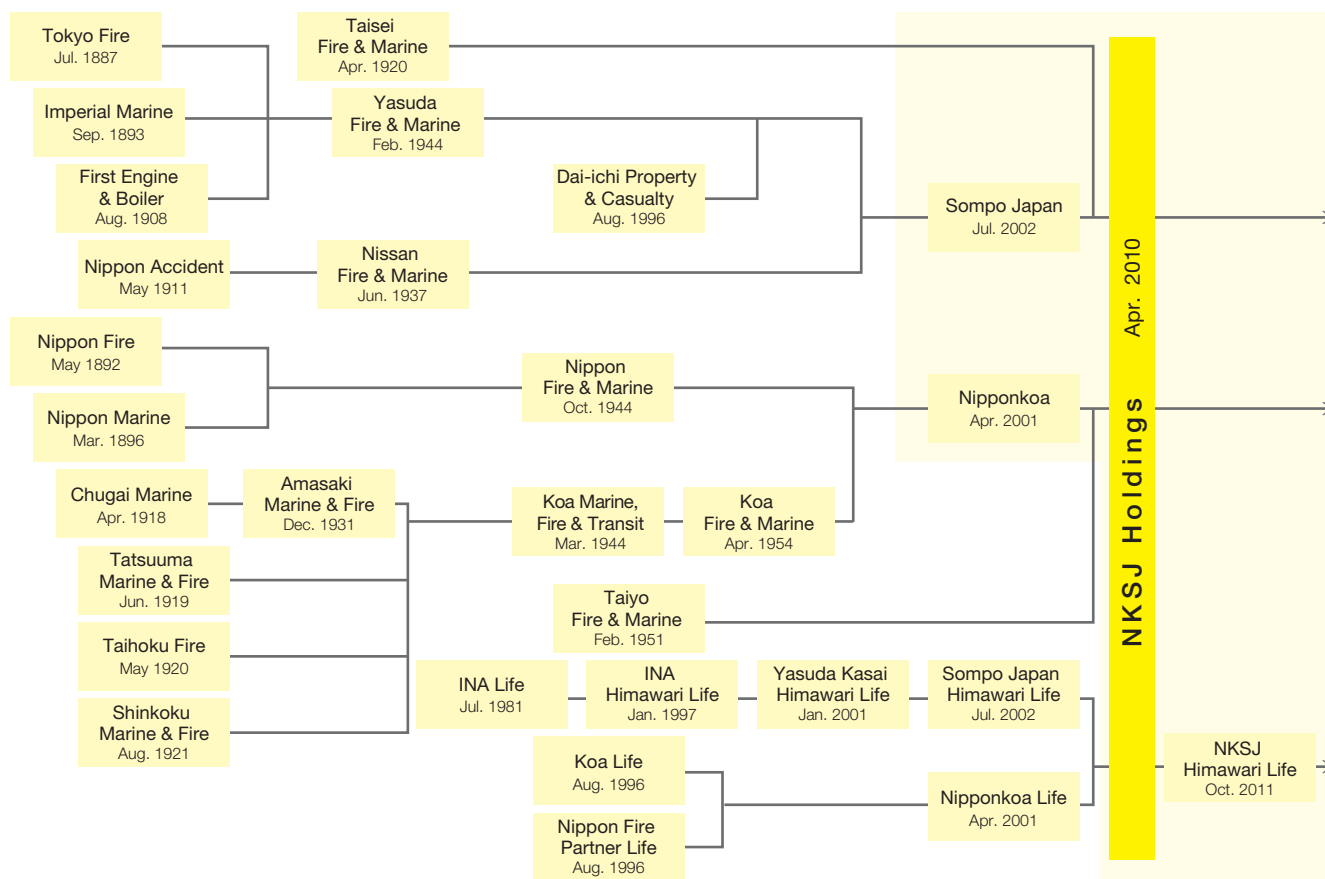 Tokyo Fire
Jul. 1887
Taisei
Fire & Marine
Apr. 1920
Imperial Marine
Sep. 1893
Yasuda
Fire & Marine
Feb. 1944
First Engine
& Boiler
Aug. 1908
Dai-ichi Property
& Casualty
Aug. 1996
Sompo Japan
Jul. 2002
Nippon Accident
May 1911
Nissan
Fire & Marine
Jun. 1937
Nippon Fire
May 1892
Nippon Marine
Mar. 1896
Nippon
Fire & Marine
Oct. 1944
Nipponkoa
Apr. 2001
Chugai Marine
Apr. 1918
Amasaki
Marine & Fire
Dec. 1931
Koa Marine,
Fire & Transit
Mar. 1944
Koa
Fire & Marine
Apr. 1954
Tatsuuma
Marine & Fire
Jun. 1919
Taiyo
Fire & Marine
Feb. 1951
Taihoku Fire
May 1920
Shinkoku
Marine & Fire
Aug. 1921
INA Life
Jul. 1981
INA
Himawari Life
Jan. 1997
Yasuda Kasai
Himawari Life
Jan. 2001
Sompo Japan
Himawari Life
Jul. 2002
Koa Life
Aug. 1996
Nippon Fire
Partner Life
Aug. 1996
Nipponkoa Life
Apr. 2001
NKSJ Holdings Apr. 2010
NKSJ
Himawari Life
Oct. 2011